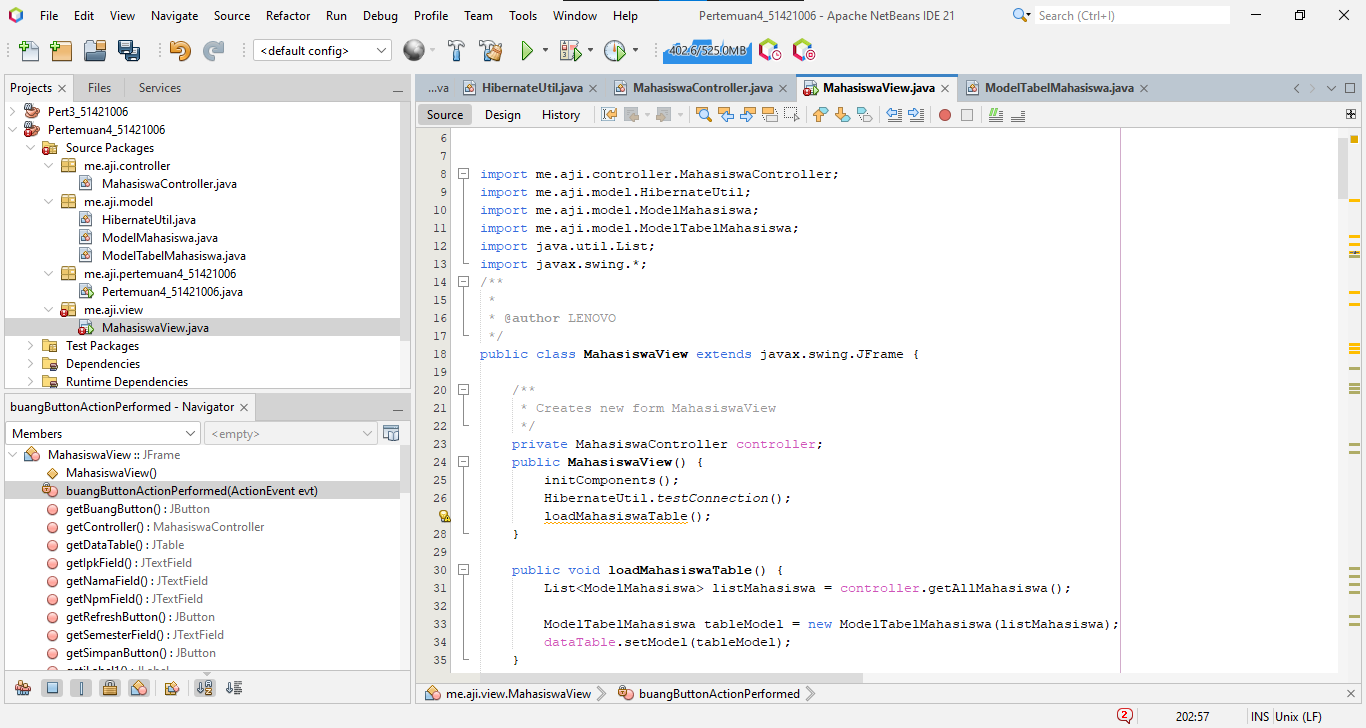 File Edit View Navigate Source Refactor Run Debug Profile Team Tools Window Help Pertemuan4_51421006 - Apache NetBeans IDE 21 Search (Ctrl+I)
<default config> 402.6/525.0MB
Projects Files Services
Pert3_51421006
Pertemuan4_51421006
Source Packages
me.aji.controller
MahasiswaController.java
me.aji.model
HibernateUtil.java
ModelMahasiswa.java
ModelTabelMahasiswa.java
me.aji.pertemuan4_51421006
Pertemuan4_51421006.java
me.aji.view
MahasiswaView.java
Test Packages
Dependencies
Runtime Dependencies
buangButtonActionPerformed - Navigator
Members <empty>
MahasiswaView :: JFrame
MahasiswaView()
buangButtonActionPerformed(ActionEvent evt)
getBuangButton() : JButton
getController() : MahasiswaController
getDataTable() : JTable
getIpkField() : JTextField
getNamaField() : JTextField
getNpmField() : JTextField
getRefreshButton() : JButton
getSemesterField() : JTextField
getSimpanButton() : JButton
getjLabel1() : JLabel
...va HibernateUtil.java MahasiswaController.java MahasiswaView.java ModelTabelMahasiswa.java
Source Design History
6
7
8 import me.aji.controller.MahasiswaController;
9 import me.aji.model.HibernateUtil;
10 import me.aji.model.ModelMahasiswa;
11 import me.aji.model.ModelTabelMahasiswa;
12 import java.util.List;
13 import javax.swing.*;
14 /**
15 *
16 * @author LENOVO
17 */
18 public class MahasiswaView extends javax.swing.JFrame {
19
20 /**
21 * Creates new form MahasiswaView
22 */
23 private MahasiswaController controller;
24 public MahasiswaView() {
25 initComponents();
26 HibernateUtil.testConnection();
loadMahasiswaTable();
28 }
29
30 public void loadMahasiswaTable() {
31 List<ModelMahasiswa> listMahasiswa = controller.getAllMahasiswa();
32
33 ModelTabelMahasiswa tableModel = new ModelTabelMahasiswa(listMahasiswa);
34 dataTable.setModel(tableModel);
35 }
me.aji.view.MahasiswaView buangButtonActionPerformed
2 202:57 INS Unix (LF)